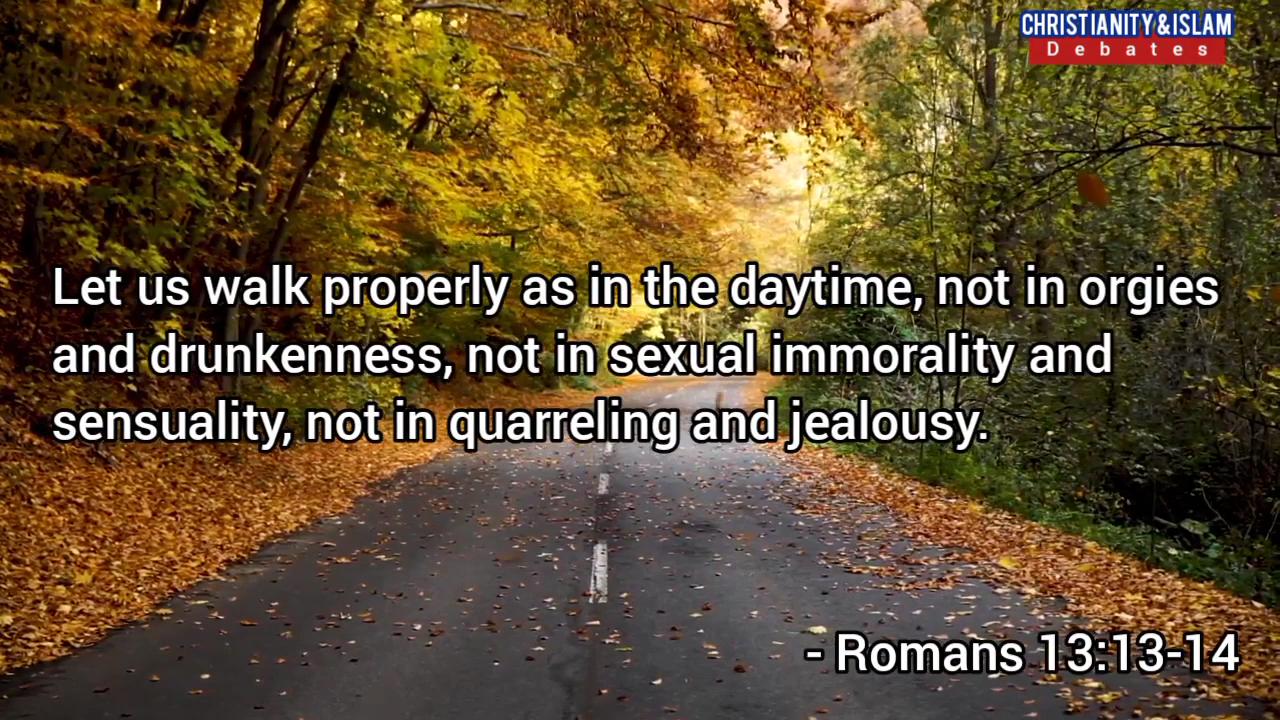 CHRISTIANITY & ISLAM
Debates
Let us walk properly as in the daytime, not in orgies
and drunkenness, not in sexual immorality and
sensuality, not in quarreling and jealousy.
- Romans 13:13-14